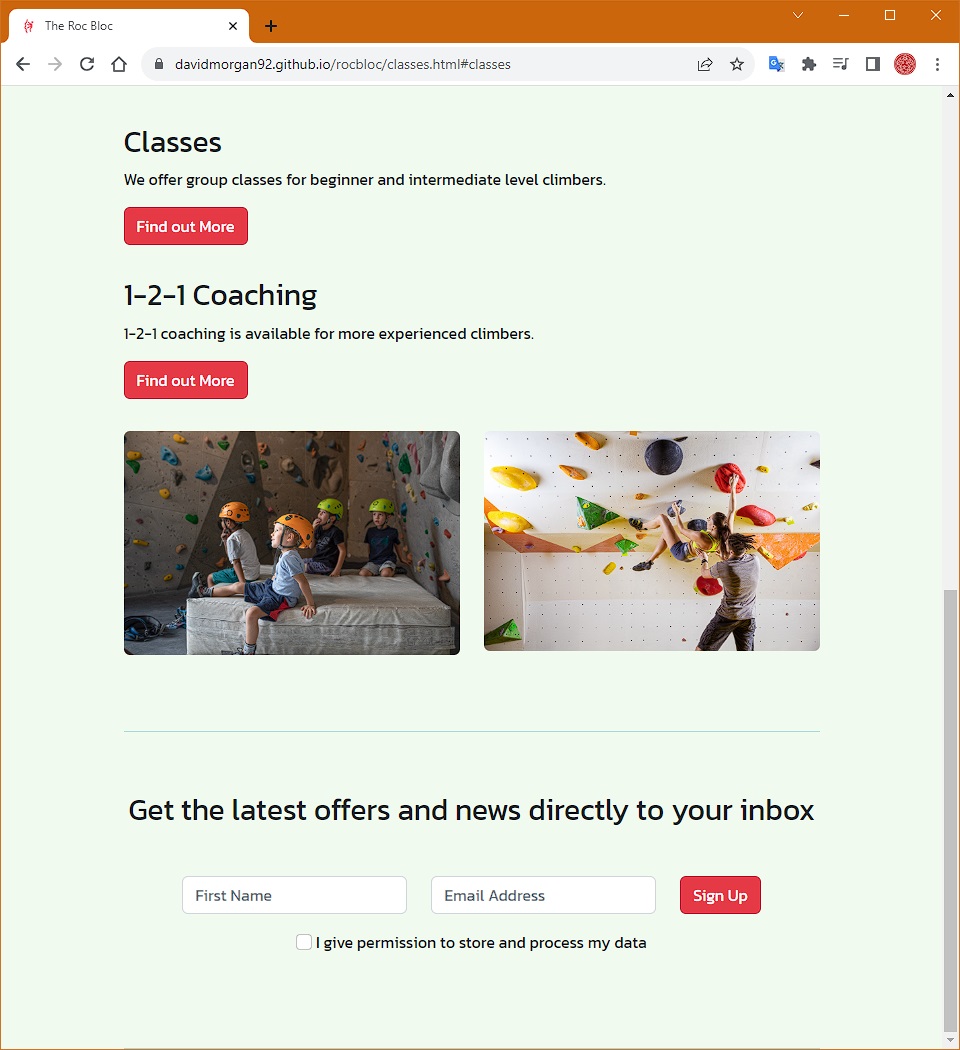 The Roc Bloc
davidmorgan92.github.io/rocbloc/classes.html#classes
Classes
We offer group classes for beginner and intermediate level climbers.
Find out More
1-2-1 Coaching
1-2-1 coaching is available for more experienced climbers.
Find out More
Get the latest offers and news directly to your inbox
First Name
Email Address
Sign Up
I give permission to store and process my data